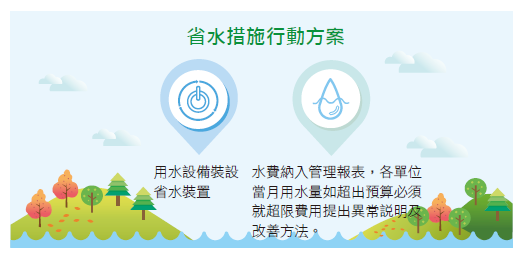 省水措施行動方案
用水設備裝設
省水裝置
水費納入管理報表，各單位
當月用水量如超出預算必須
就超限費用提出異常説明及
改善方法。